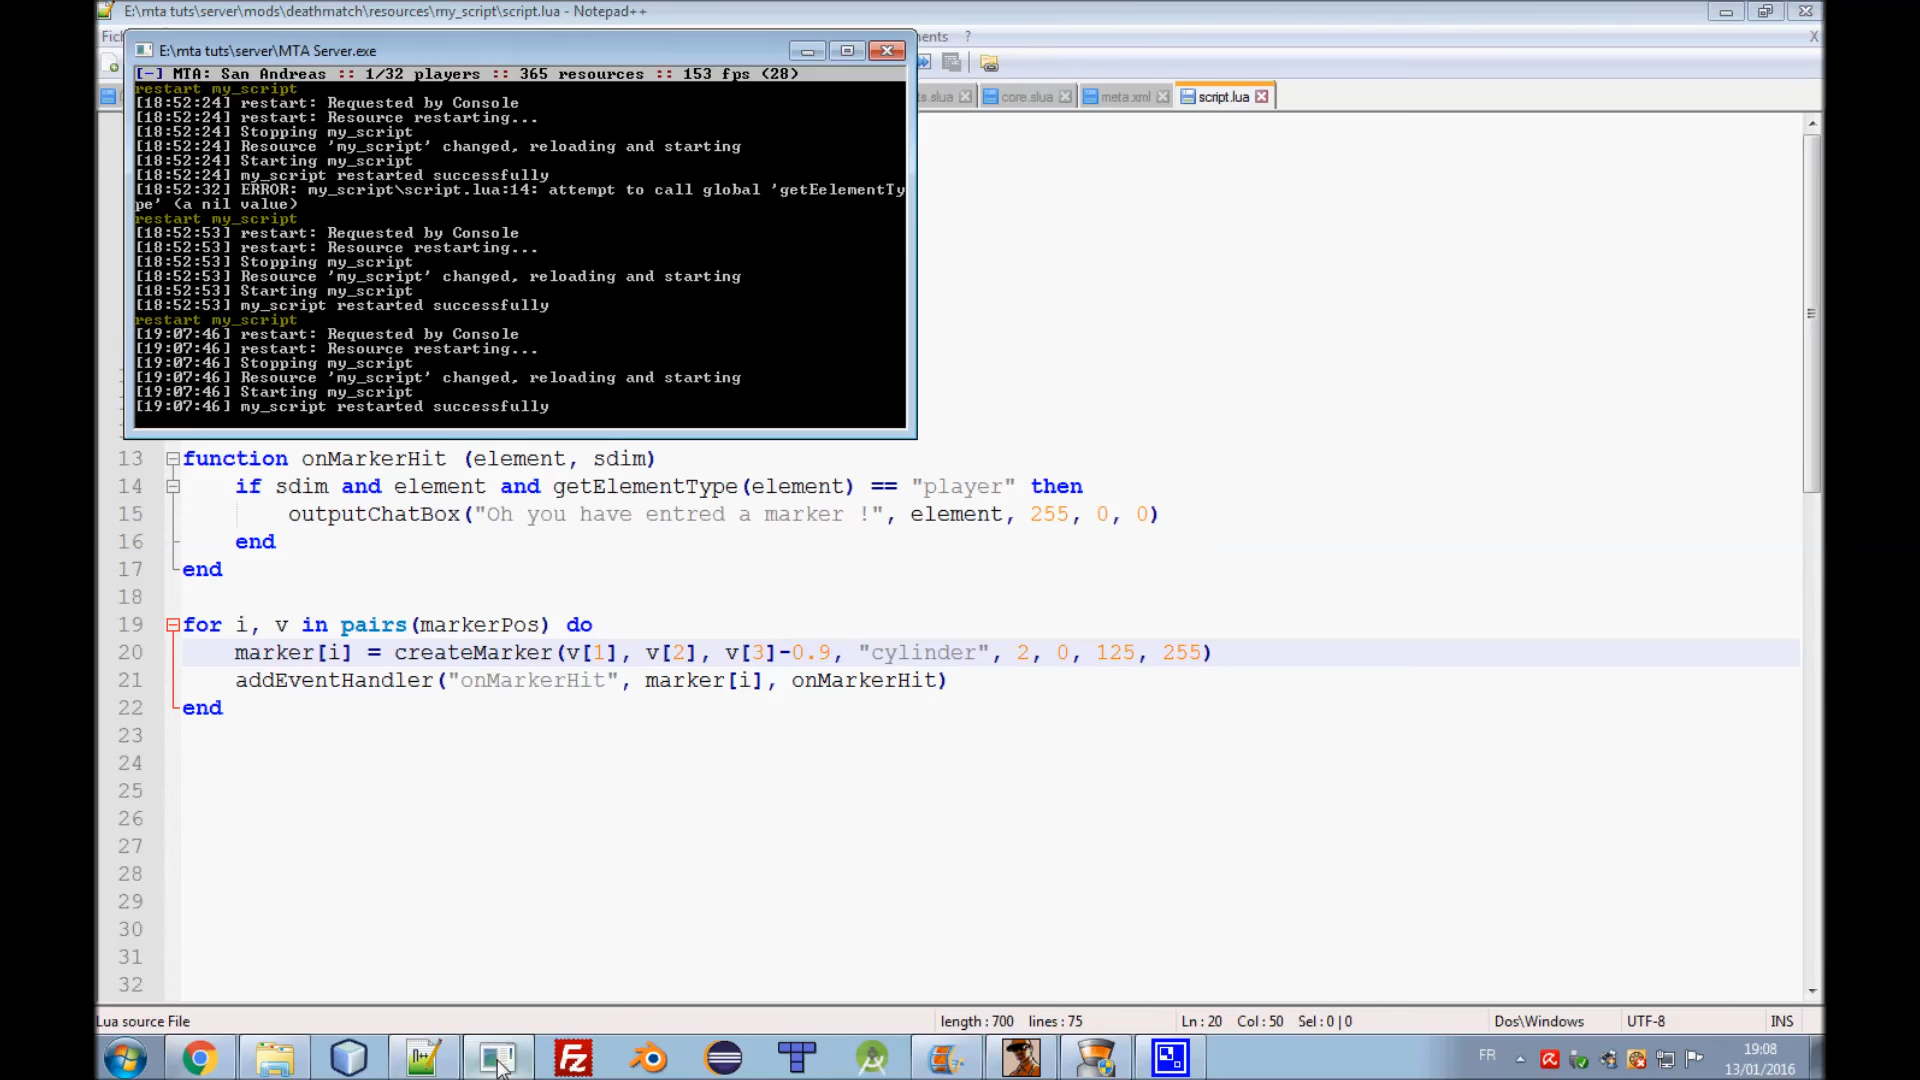 E:\mta tuts\server\mods\deathmatch\resources\my_script\script.lua - Notepad++
ments ?
X
E:\mta tuts\server\MTA Server.exe
[-] MTA: San Andreas :: 1/32 players :: 365 resources :: 153 fps (28)
restart my_script
[18:52:24] restart: Requested by Console
[18:52:24] restart: Resource restarting...
[18:52:24] Stopping my_script
[18:52:24] Resource 'my_script' changed, reloading and starting
[18:52:24] Starting my_script
[18:52:24] my_script restarted successfully
[18:52:32] ERROR: my_script\script.lua:14: attempt to call global 'getEelementTy
pe' (a nil value)
restart my_script
[18:52:53] restart: Requested by Console
[18:52:53] restart: Resource restarting...
[18:52:53] Stopping my_script
[18:52:53] Resource 'my_script' changed, reloading and starting
[18:52:53] Starting my_script
[18:52:53] my_script restarted successfully
restart my_script
[19:07:46] restart: Requested by Console
[19:07:46] restart: Resource restarting...
[19:07:46] Stopping my_script
[19:07:46] Resource 'my_script' changed, reloading and starting
[19:07:46] Starting my_script
[19:07:46] my_script restarted successfully
ts.slua core.slua meta.xml script.lua
13 function onMarkerHit (element, sdim)
14 if sdim and element and getElementType(element) == "player" then
15 outputChatBox("Oh you have entred a marker !", element, 255, 0, 0)
16 end
17 end
18
19 for i, v in pairs(markerPos) do
20 marker[i] = createMarker(v[1], v[2], v[3]-0.9, "cylinder", 2, 0, 125, 255)
21 addEventHandler("onMarkerHit", marker[i], onMarkerHit)
22 end
23
24
25
26
27
28
29
30
31
32
Lua source File length : 700 lines : 75 Ln : 20 Col : 50 Sel : 0 | 0 Dos\Windows UTF-8 INS
FR
19:08
13/01/2016